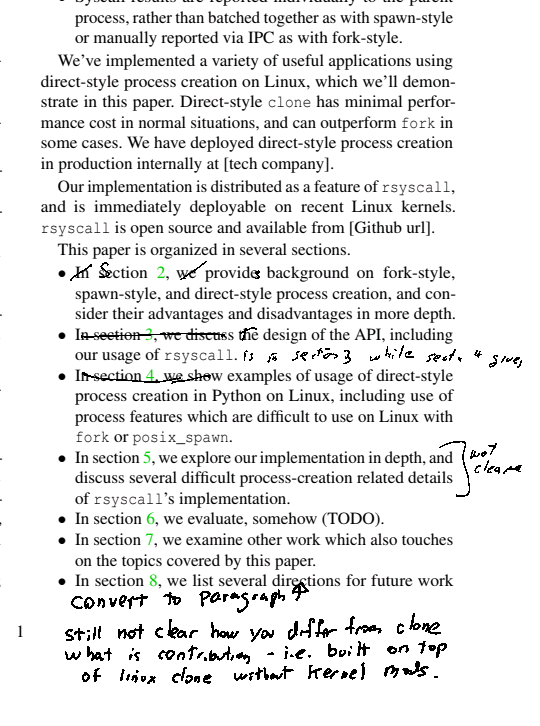 • Syscall results are reported individually to the parent
process, rather than batched together as with spawn-style
or manually reported via IPC as with fork-style.
We've implemented a variety of useful applications using
direct-style process creation on Linux, which we'll demon-
strate in this paper. Direct-style clone has minimal perfor-
mance cost in normal situations, and can outperform fork in
some cases. We have deployed direct-style process creation
in production internally at [tech company].
Our implementation is distributed as a feature of rsyscall,
and is immediately deployable on recent Linux kernels.
rsyscall is open source and available from [Github url].
This paper is organized in several sections.
• In Section 2, we provides background on fork-style,
spawn-style, and direct-style process creation, and con-
sider their advantages and disadvantages in more depth.
• In section 3, we discuss the design of the API, including
our usage of rsyscall. is in section 3 while sect. 4 gives
• In section 4, we show examples of usage of direct-style
process creation in Python on Linux, including use of
process features which are difficult to use on Linux with
fork or posix_spawn.
• In section 5, we explore our implementation in depth, and
discuss several difficult process-creation related details
of rsyscall's implementation.
not
clear
• In section 6, we evaluate, somehow (TODO).
• In section 7, we examine other work which also touches
on the topics covered by this paper.
• In section 8, we list several directions for future work
convert to paragraph
1
still not clear how you differ from clone
what is contribution - i.e. built on top
of linux clone without kernel mods.